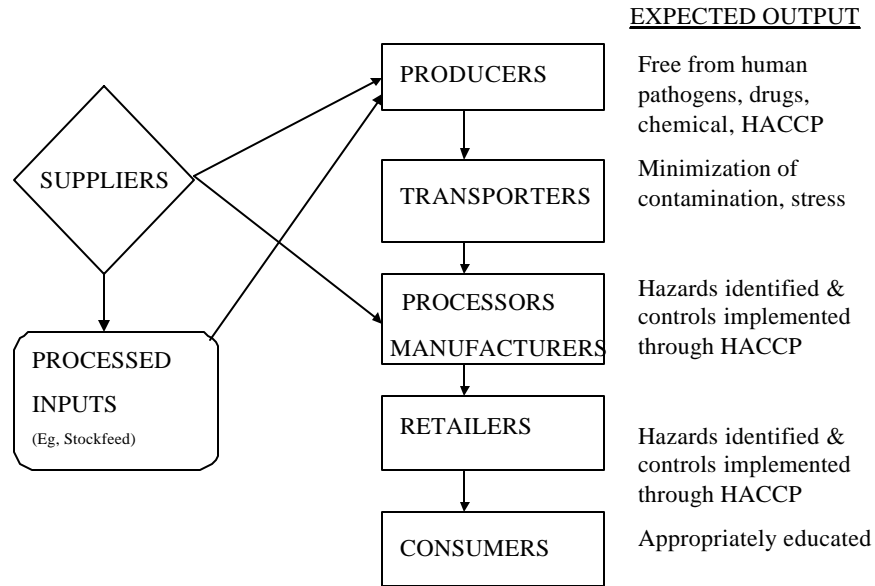 EXPECTED OUTPUT
PRODUCERS
Free from human
pathogens, drugs,
chemical, HACCP
SUPPLIERS
TRANSPORTERS
Minimization of
contamination, stress
PROCESSORS
MANUFACTURERS
Hazards identified &
controls implemented
through HACCP
PROCESSED
INPUTS
(Eg, Stockfeed)
RETAILERS
Hazards identified &
controls implemented
through HACCP
CONSUMERS
Appropriately educated